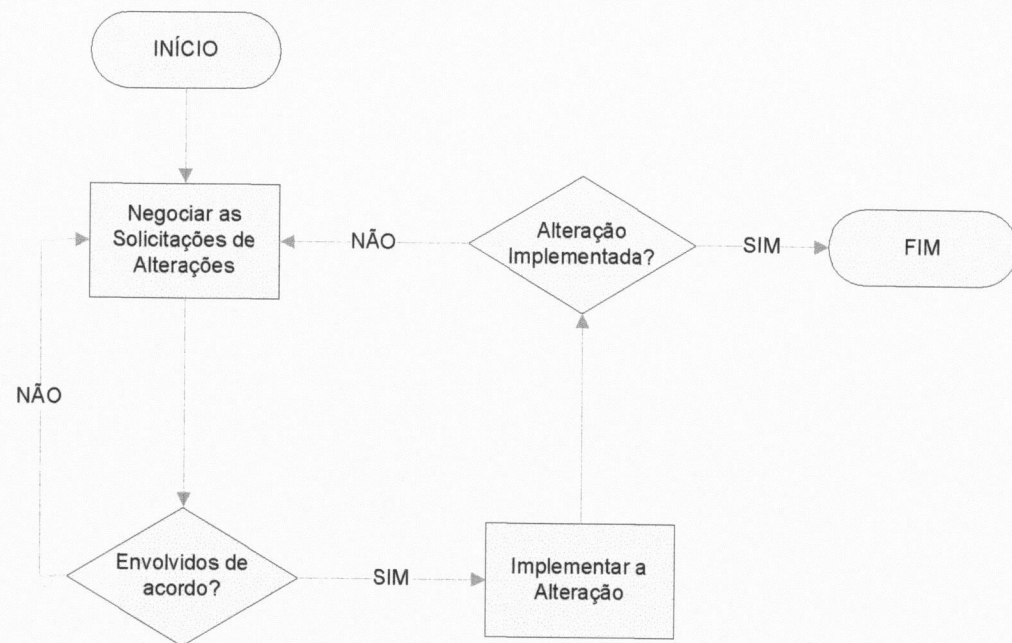 INÍCIO
Negociar as
Solicitações de
Alterações
NÃO
Alteração
Implementada?
SIM
FIM
NÃO
Envolvidos de
acordo?
SIM
Implementar a
Alteração